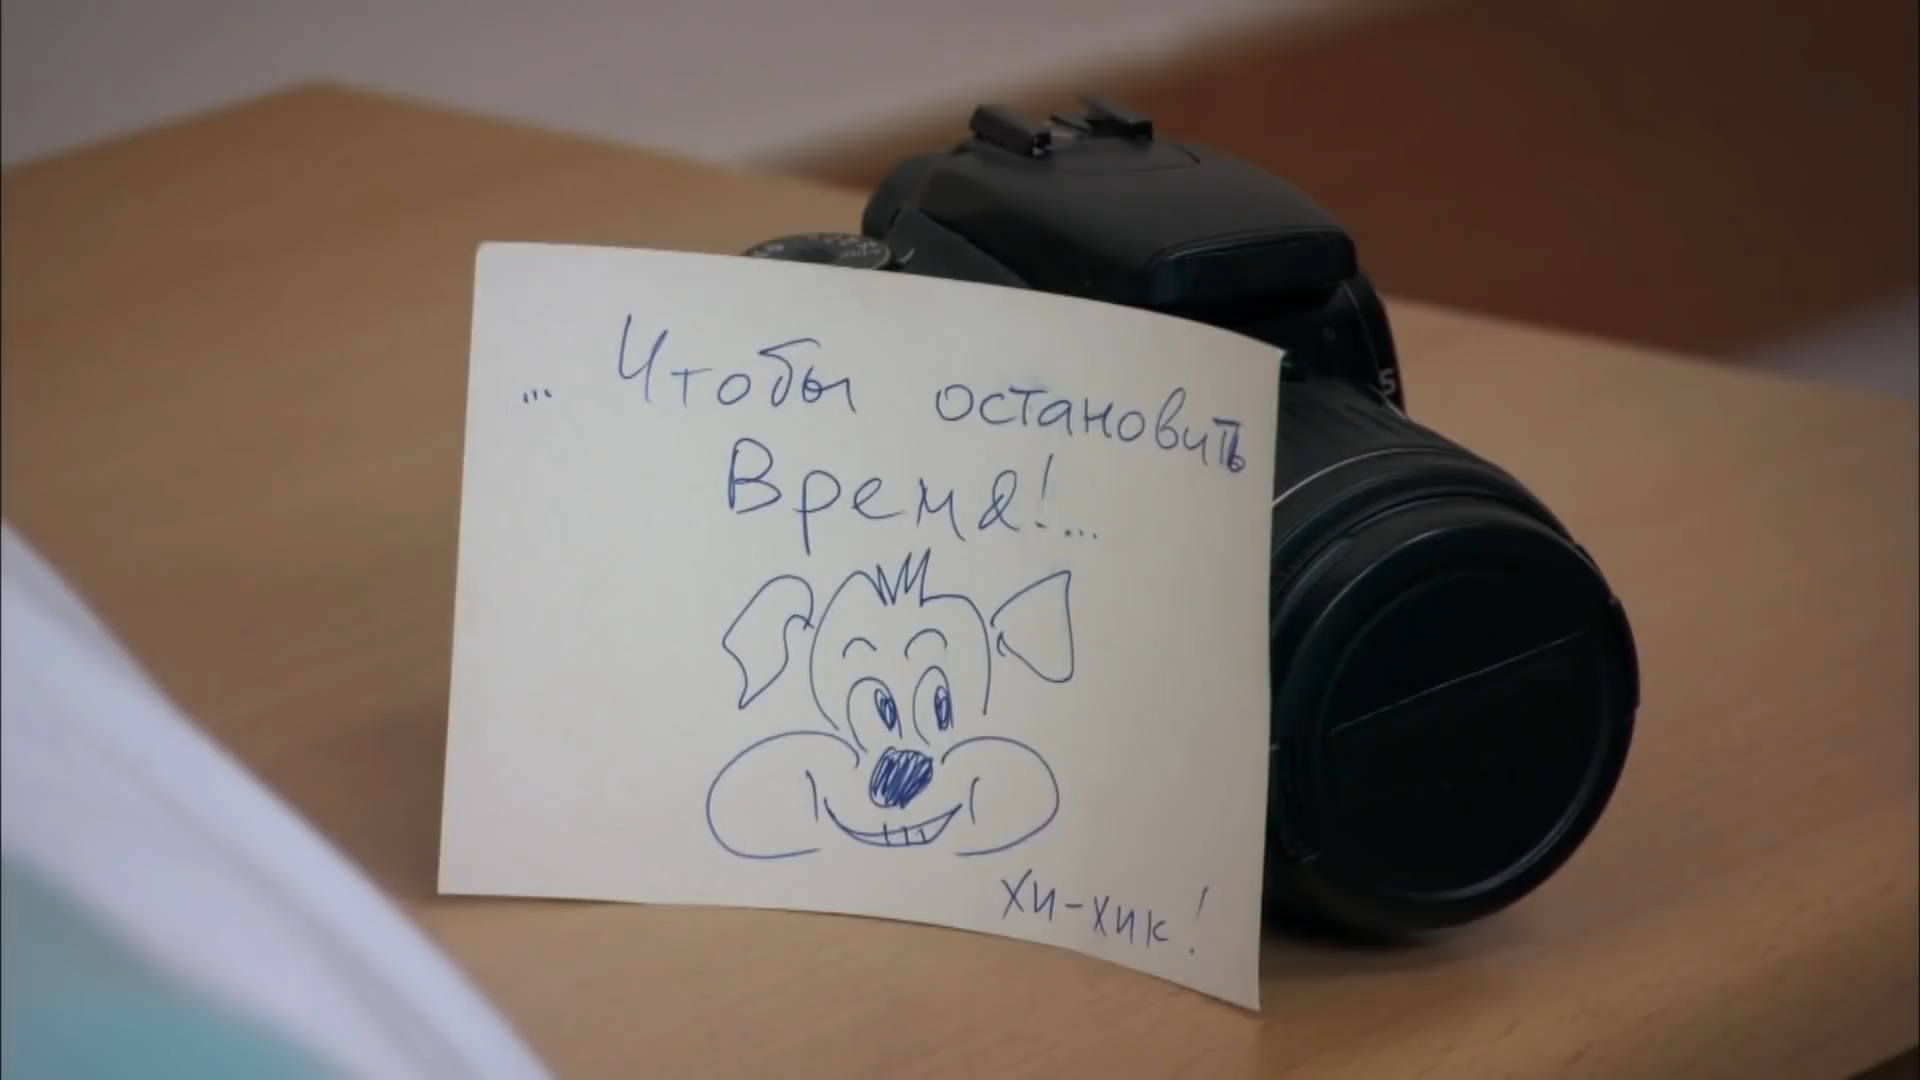 ... Чтобы остановить
Время!...
хи-хик!
S